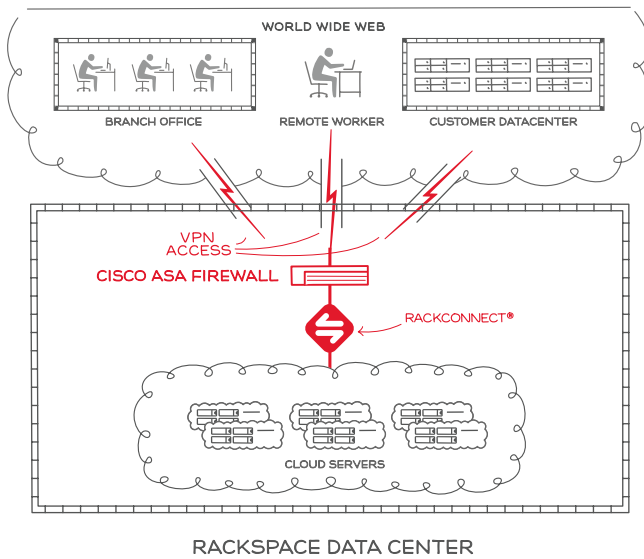 WORLD WIDE WEB
BRANCH OFFICE
REMOTE WORKER
CUSTOMER DATACENTER
VPN
ACCESS
CISCO ASA FIREWALL
RACKCONNECT®
CLOUD SERVERS
RACKSPACE DATA CENTER